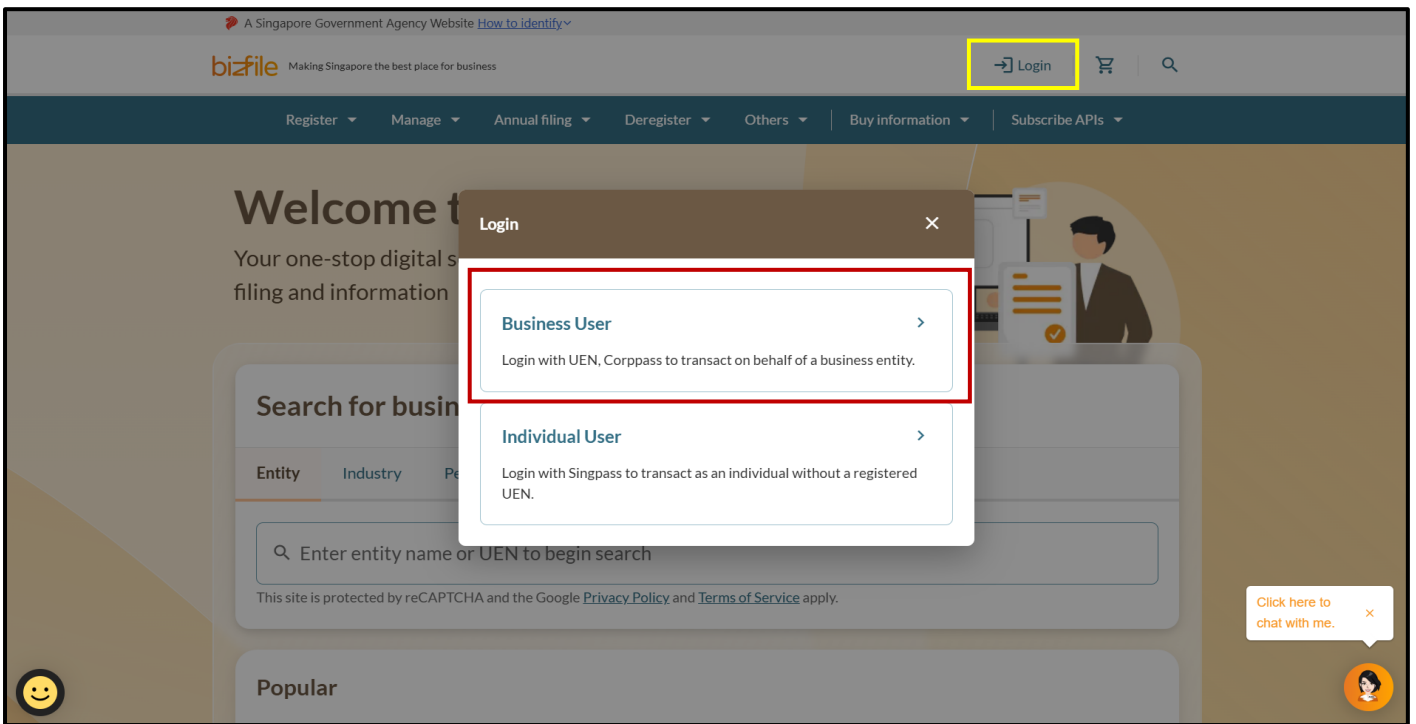 A Singapore Government Agency Website How to identify
bizfile Making Singapore the best place for business
Login
Register Manage Annual filing Deregister Others Buy information Subscribe APIs
Welcome t
Your one-stop digital s
filing and information
Login
Business User
Login with UEN, Corppass to transact on behalf of a business entity.
Individual User
Login with Singpass to transact as an individual without a registered
UEN.
Search for busin
Entity Industry Pe
Enter entity name or UEN to begin search
This site is protected by reCAPTCHA and the Google Privacy Policy and Terms of Service apply.
Click here to
chat with me.
Popular